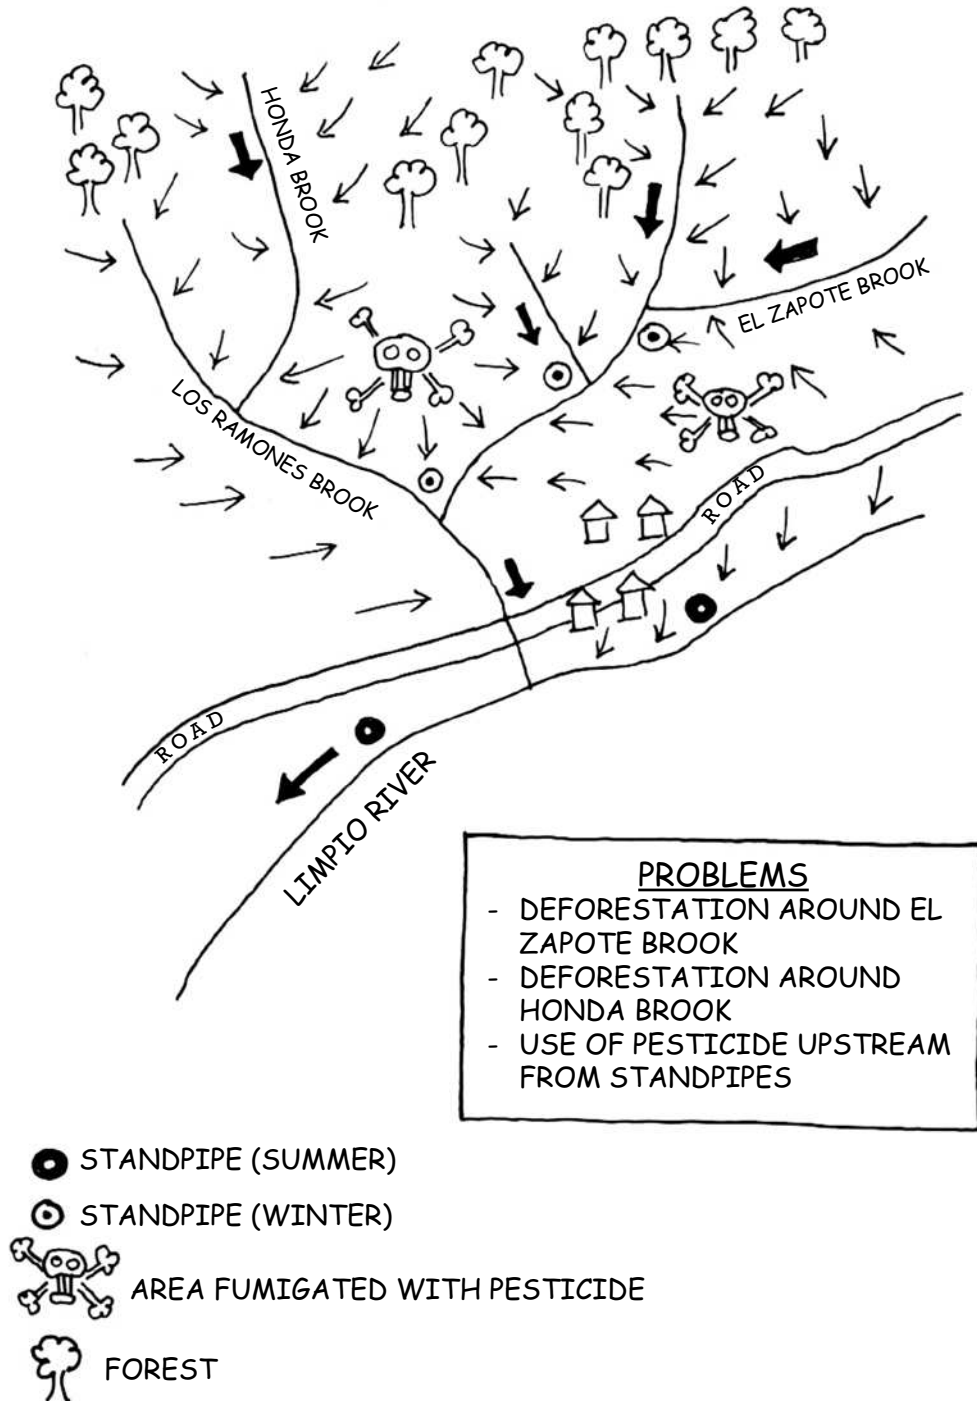 HONDA BROOK
EL ZAPOTE BROOK
LOS RAMONES BROOK
ROAD
ROAD
LIMPIO RIVER
PROBLEMS
- DEFORESTATION AROUND EL
ZAPOTE BROOK
- DEFORESTATION AROUND
HONDA BROOK
- USE OF PESTICIDE UPSTREAM
FROM STANDPIPES
STANDPIPE (SUMMER)
STANDPIPE (WINTER)
AREA FUMIGATED WITH PESTICIDE
FOREST